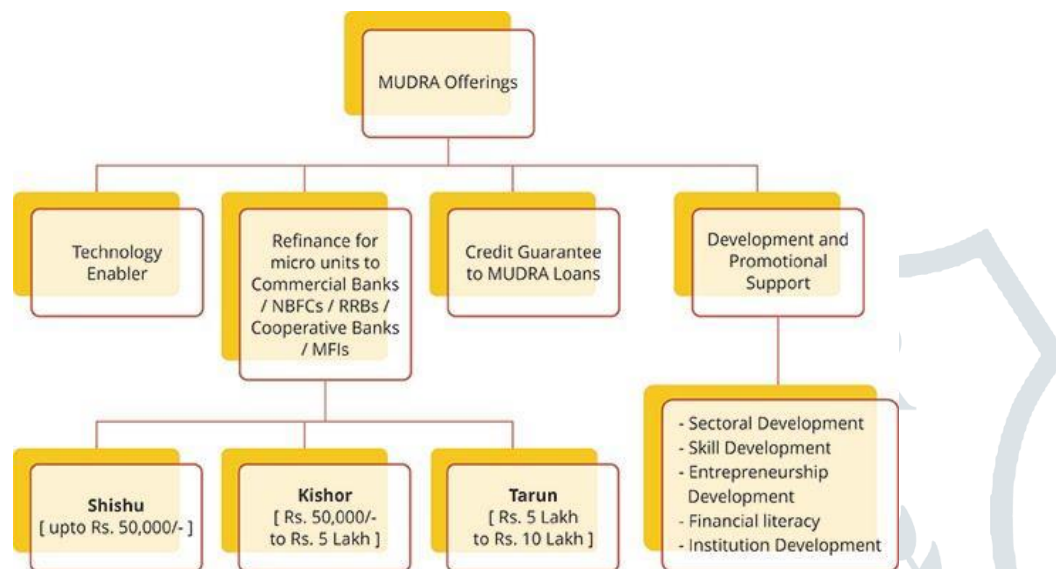 MUDRA Offerings
Technology
Enabler
Refinance for
micro units to
Commercial Banks
/ NBFCs / RRBs /
Cooperative Banks
/ MFIs
Credit Guarantee
to MUDRA Loans
Development and
Promotional
Support
Shishu
[ upto Rs. 50,000/- ]
Kishor
[ Rs. 50,000/-
to Rs. 5 Lakh ]
Tarun
[ Rs. 5 Lakh
to Rs. 10 Lakh ]
- Sectoral Development
- Skill Development
- Entrepreneurship
Development
- Financial literacy
- Institution Development